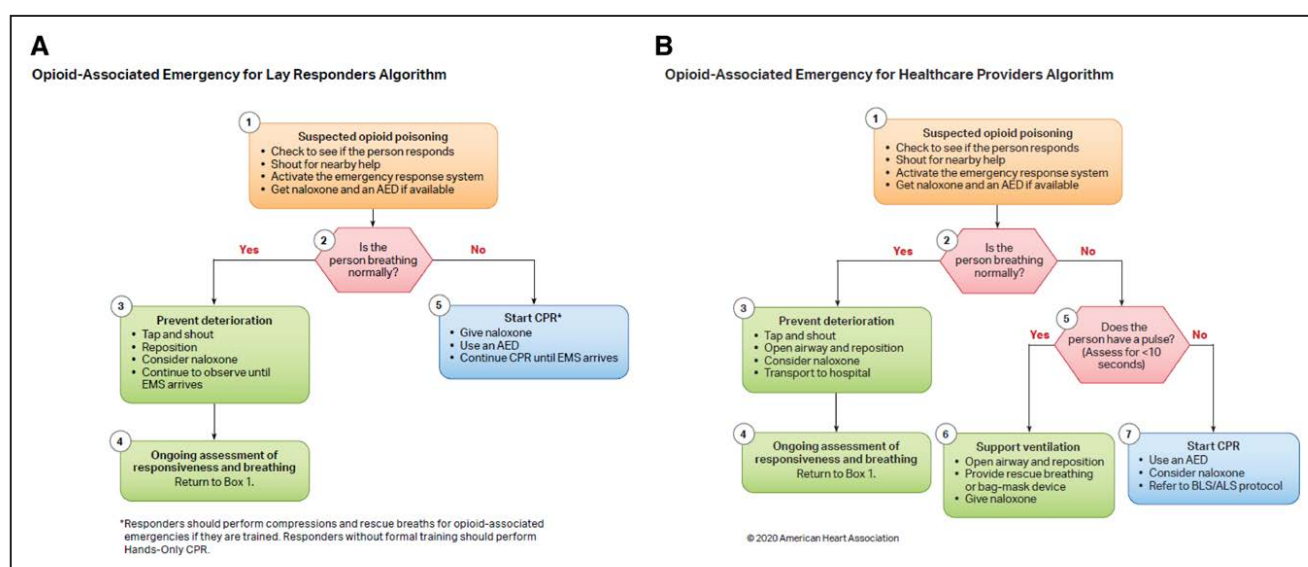 A
Opioid-Associated Emergency for Lay Responders Algorithm
1
Suspected opioid poisoning
• Check to see if the person responds
• Shout for nearby help
• Activate the emergency response system
• Get naloxone and an AED if available
Yes
2
Is the
person breathing
normally?
No
3
Prevent deterioration
• Tap and shout
• Reposition
• Consider naloxone
• Continue to observe until
EMS arrives
5
Start CPR*
• Give naloxone
• Use an AED
• Continue CPR until EMS arrives
4
Ongoing assessment of
responsiveness and breathing
Return to Box 1.
*Responders should perform compressions and rescue breaths for opioid-associated
emergencies if they are trained. Responders without formal training should perform
Hands-Only CPR.
B
Opioid-Associated Emergency for Healthcare Providers Algorithm
1
Suspected opioid poisoning
• Check to see if the person responds
• Shout for nearby help
• Activate the emergency response system
• Get naloxone and an AED if available
Yes
2
Is the
person breathing
normally?
No
3
Prevent deterioration
• Tap and shout
• Open airway and reposition
• Consider naloxone
• Transport to hospital
Yes
5
Does the
person have a pulse?
(Assess for <10
seconds)
No
4
Ongoing assessment of
responsiveness and breathing
Return to Box 1.
6
Support ventilation
• Open airway and reposition
• Provide rescue breathing
or bag-mask device
• Give naloxone
7
Start CPR
• Use an AED
• Consider naloxone
• Refer to BLS/ALS protocol
© 2020 American Heart Association